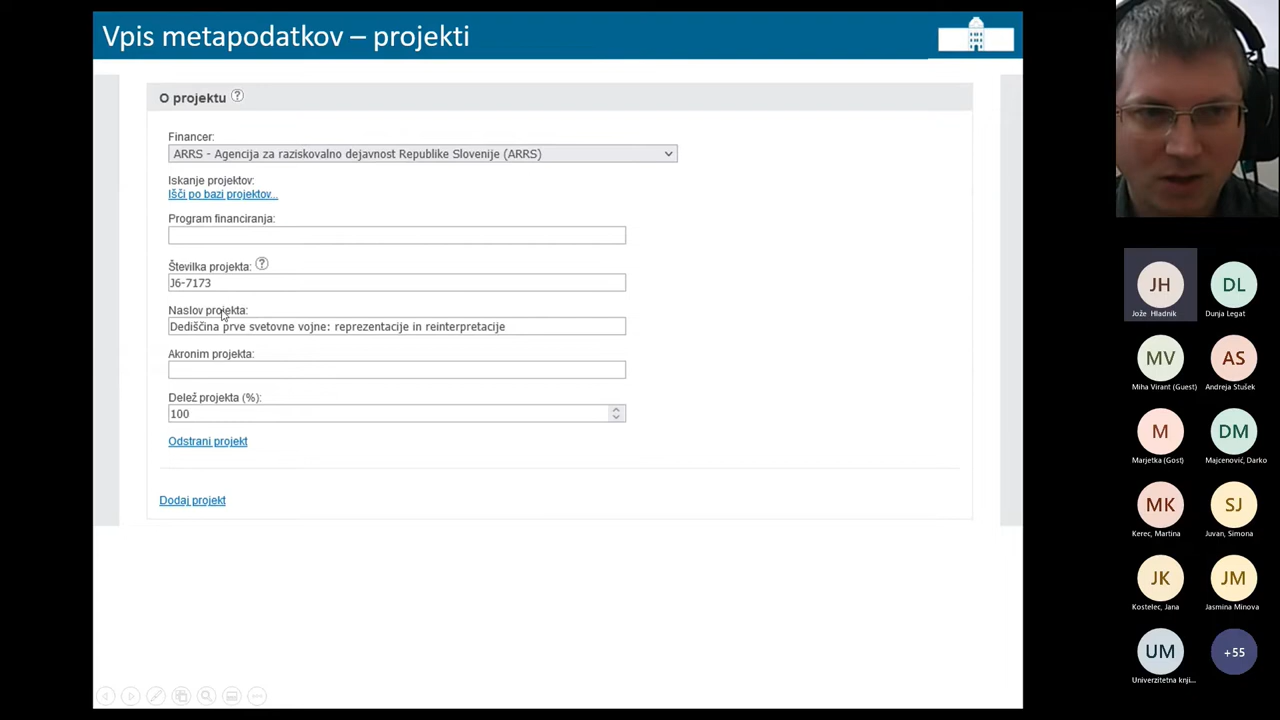 Vpis metapodatkov – projekti
O projektu ?
Financer:
ARRS - Agencija za raziskovalno dejavnost Republike Slovenije (ARRS)
Iskanje projektov:
Išči po bazi projektov...
Program financiranja:
Številka projekta: ?
J6-7173
Naslov projekta:
Dediščina prve svetovne vojne: reprezentacije in reinterpretacije
Akronim projekta:
Delež projekta (%):
100
Odstrani projekt
Dodaj projekt
JH
DL
Jože Hladnik
Dunja Legat
MV
AS
Miha Virant (Guest)
Andreja Stušek
M
DM
Marjetka (Gost)
Majcenović, Darko
MK
SJ
Kerec, Martina
Juvan, Simona
JK
JM
Kostelec, Jana
Jasmina Minova
UM
+55
Univerzitetna knji...